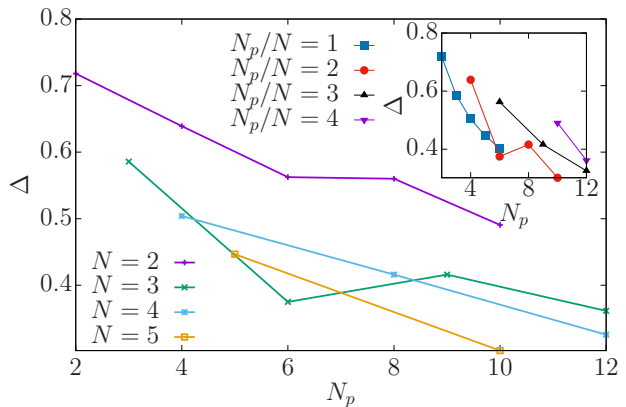 0.8
0.7
0.6
0.5
0.4
Δ
2
4
6
8
10
12
N_p
N = 2
N = 3
N = 4
N = 5
N_p/N = 1
N_p/N = 2
N_p/N = 3
N_p/N = 4
0.8
0.6
0.4
Δ
4
8
12
N_p